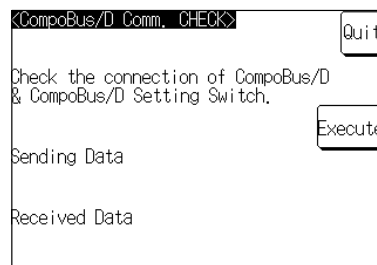 <CompoBus/D Comm. CHECK>
Quit
Check the connection of CompoBus/D
& CompoBus/D Setting Switch.
Execute
Sending Data
Received Data